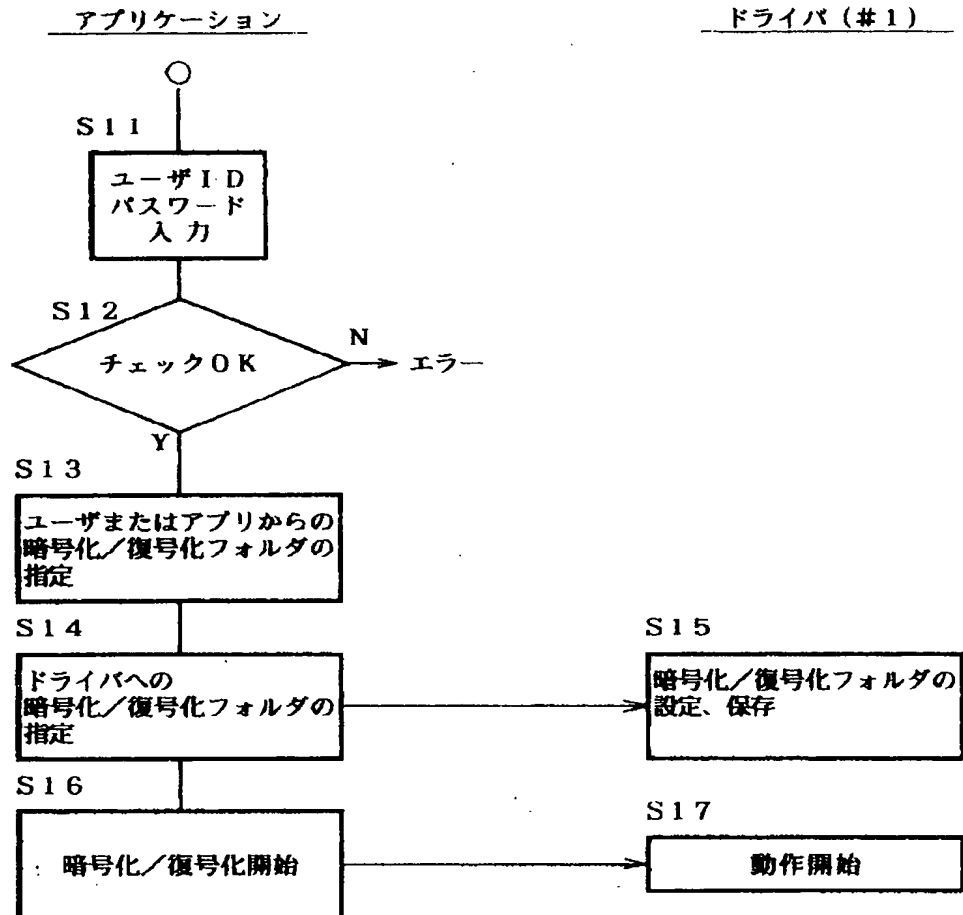 アプリケーション
ドライバ(#1)
S11
ユーザID
パスワード
入力
S12
チェックOK
N
エラー
Y
S13
ユーザまたはアプリからの
暗号化/復号化フォルダの
指定
S14
ドライバへの
暗号化/復号化フォルダの
指定
S15
暗号化/復号化フォルダの
設定、保存
S16
暗号化/復号化開始
S17
動作開始